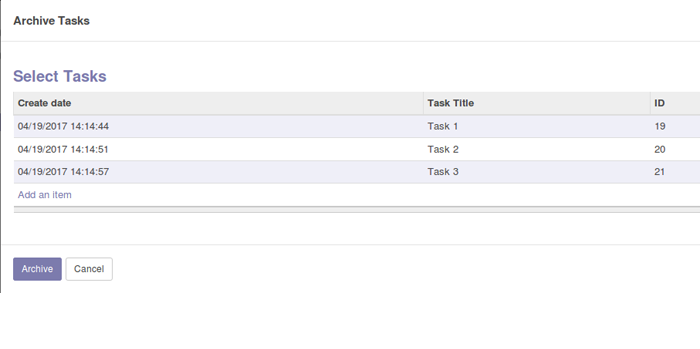 Archive Tasks
Select Tasks
Create date Task Title ID
04/19/2017 14:14:44 Task 1 19
04/19/2017 14:14:51 Task 2 20
04/19/2017 14:14:57 Task 3 21
Add an item
Archive Cancel